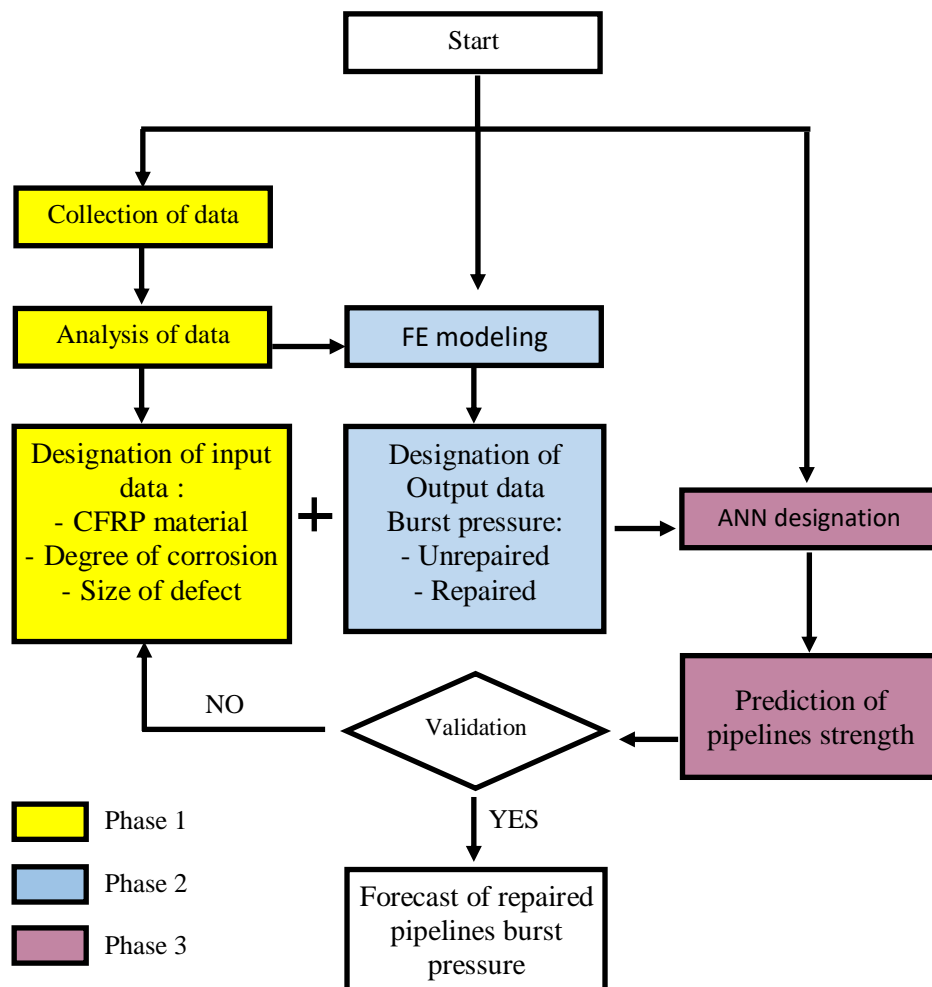 Start
Collection of data
Analysis of data
FE modeling
Designation of input
data :
- CFRP material
- Degree of corrosion
- Size of defect
+
Designation of
Output data
Burst pressure:
- Unrepaired
- Repaired
ANN designation
Prediction of
pipelines strength
Validation
NO
YES
Forecast of repaired
pipelines burst
pressure
Phase 1
Phase 2
Phase 3